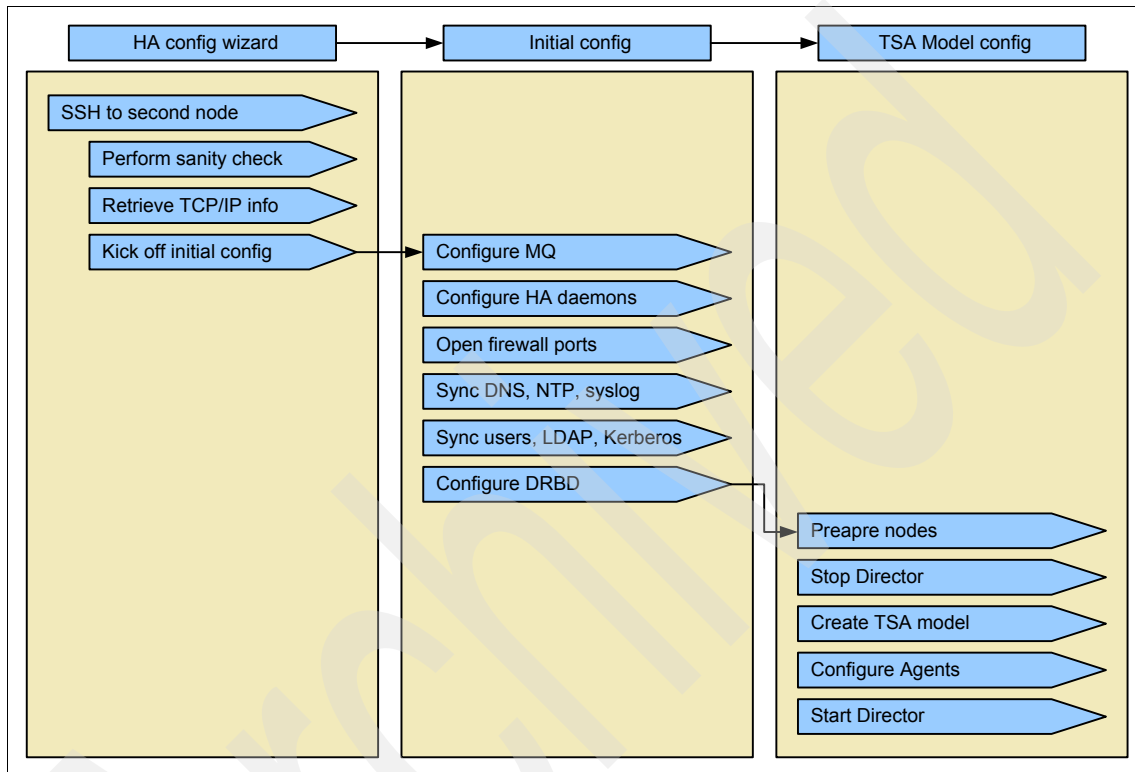 HA config wizard
Initial config
TSA Model config
SSH to second node
Perform sanity check
Retrieve TCP/IP info
Kick off initial config
Configure MQ
Configure HA daemons
Open firewall ports
Sync DNS, NTP, syslog
Sync users, LDAP, Kerberos
Configure DRBD
Preapre nodes
Stop Director
Create TSA model
Configure Agents
Start Director
Archived